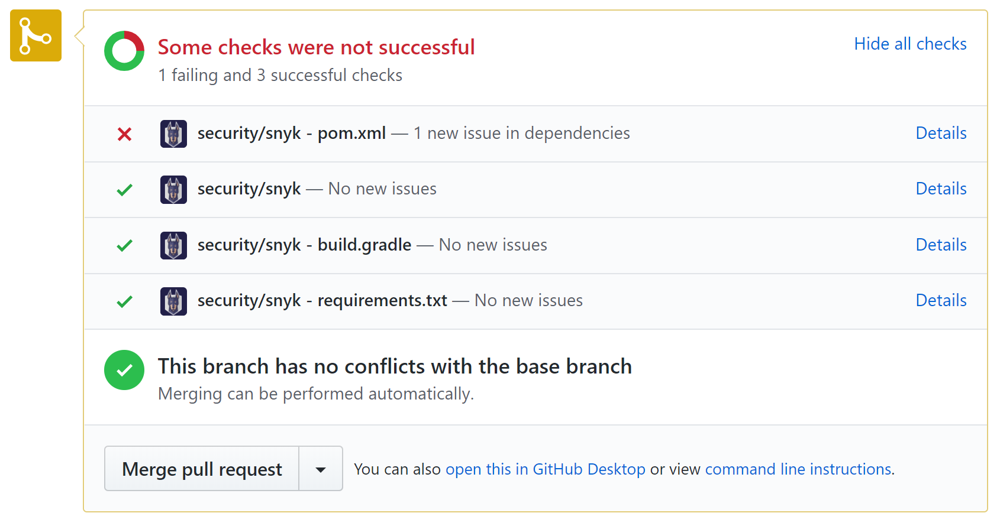 Some checks were not successful
Hide all checks
1 failing and 3 successful checks
security/snyk - pom.xml — 1 new issue in dependencies
Details
security/snyk — No new issues
Details
security/snyk - build.gradle — No new issues
Details
security/snyk - requirements.txt — No new issues
Details
This branch has no conflicts with the base branch
Merging can be performed automatically.
Merge pull request
You can also open this in GitHub Desktop or view command line instructions.